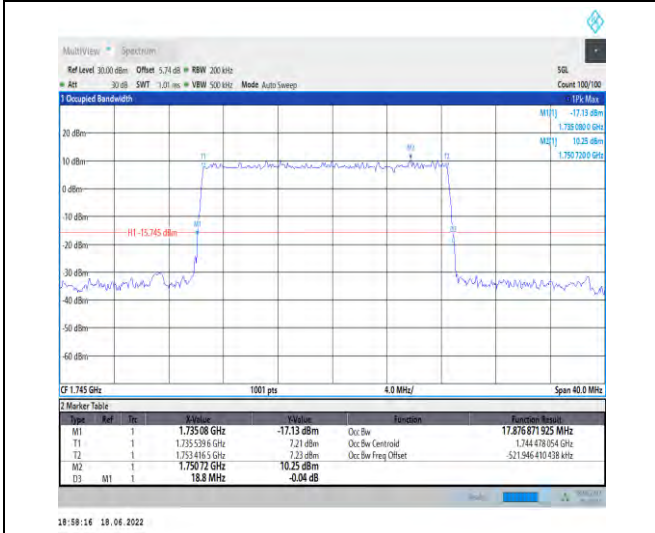 MultiView Spectrum
Ref Level 30.00 dBm Offset 5.74 dB RBW 200 kHz SGL
Att 30 dB SWT 1.01 ms VBW 500 kHz Mode Auto Sweep Count 100/100
1 Occupied Bandwidth 1Pk Max
M1[1] -17.13 dBm
1.735 080 0 GHz
M2[1] 10.25 dBm
1.750 720 0 GHz
20 dBm
M2
T1 T2
10 dBm
0 dBm
-10 dBm
M1
D3
H1 -15.745 dBm
-20 dBm
-30 dBm
-40 dBm
-50 dBm
-60 dBm
CF 1.745 GHz 1001 pts 4.0 MHz/ Span 40.0 MHz
2 Marker Table
Type Ref Trc X-Value Y-Value Function Function Result
M1 1 1.735 08 GHz -17.13 dBm Occ Bw 17.876 871 925 MHz
T1 1 1.735 539 6 GHz 7.21 dBm Occ Bw Centroid 1.744 478 054 GHz
T2 1 1.753 416 5 GHz 7.23 dBm Occ Bw Freq Offset -521.946 410 438 kHz
M2 1 1.750 72 GHz 10.25 dBm
D3 M1 1 18.8 MHz -0.04 dB
18:58:16 18.06.2022